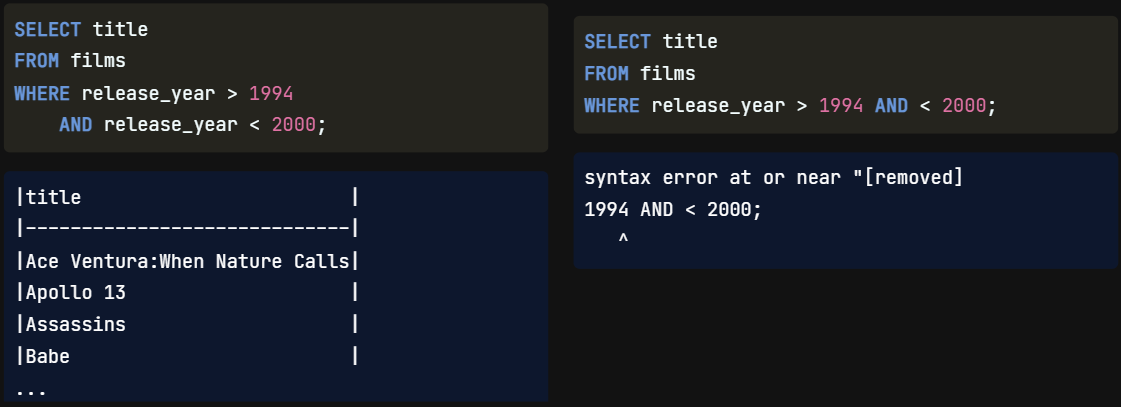 SELECT title
FROM films
WHERE release_year > 1994
    AND release_year < 2000;
|title                        |
|-----------------------------|
|Ace Ventura:When Nature Calls|
|Apollo 13                    |
|Assassins                    |
|Babe                         |
...
SELECT title
FROM films
WHERE release_year > 1994 AND < 2000;
syntax error at or near "[removed]
1994 AND < 2000;
   ^